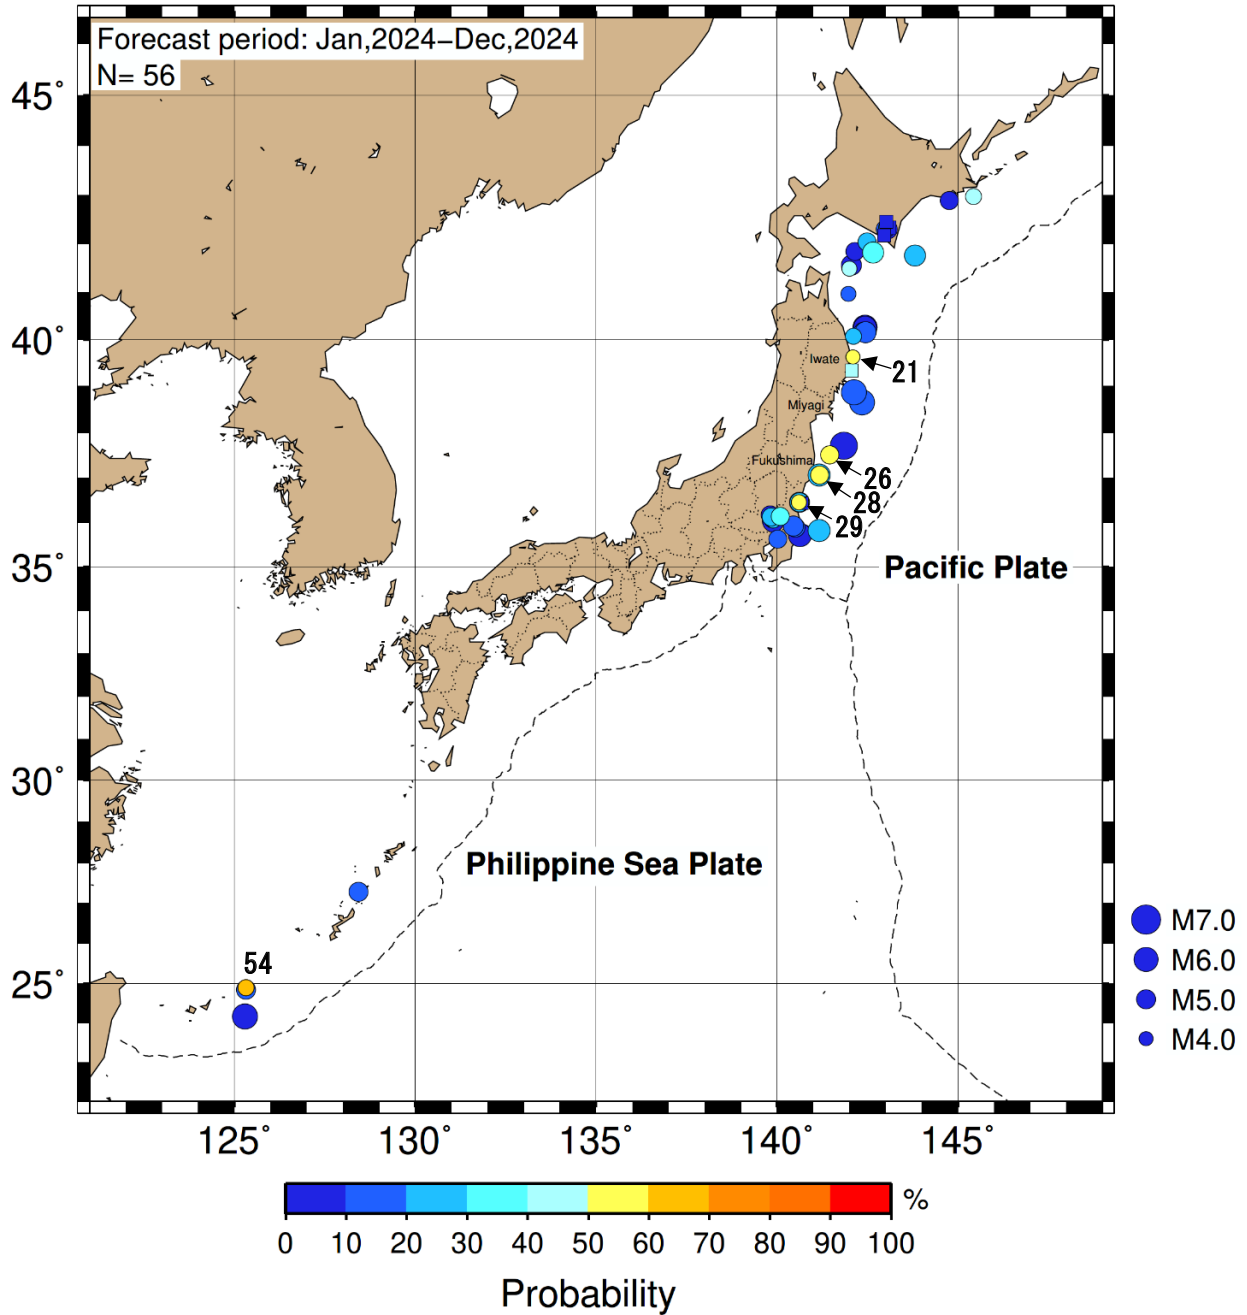 Forecast period: Jan,2024−Dec,2024
N= 56
45°
40°
Iwate
21
Miyagi
Fukushima
26
28
29
35°
Pacific Plate
30°
Philippine Sea Plate
M7.0
54
M6.0
25°
M5.0
M4.0
125° 130° 135° 140° 145°
%
0 10 20 30 40 50 60 70 80 90 100
Probability